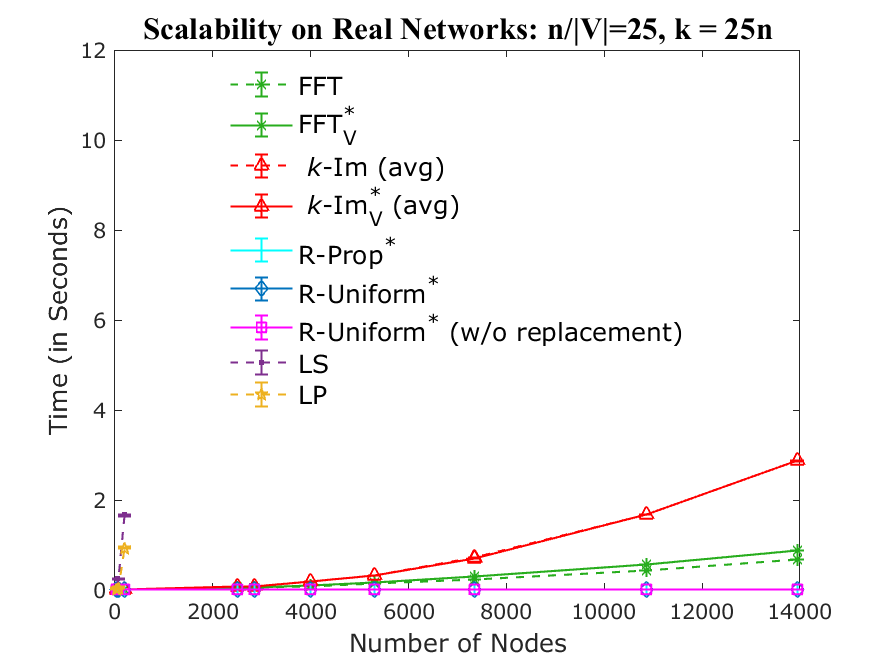 Scalability on Real Networks: n/|V|=25, k = 25n
12
10
8
6
4
2
0
Time (in Seconds)
FFT
FFT*V
k-Im (avg)
k-Im*V (avg)
R-Prop*
R-Uniform*
R-Uniform* (w/o replacement)
LS
LP
0 2000 4000 6000 8000 10000 12000 14000
Number of Nodes